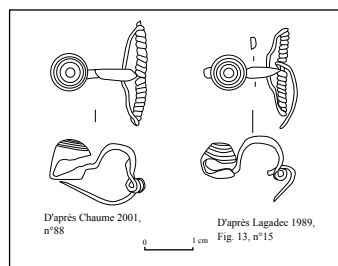 D'après Chaume 2001,
n°88
D'après Lagadec 1989,
Fig. 13, n°15
0 1 cm